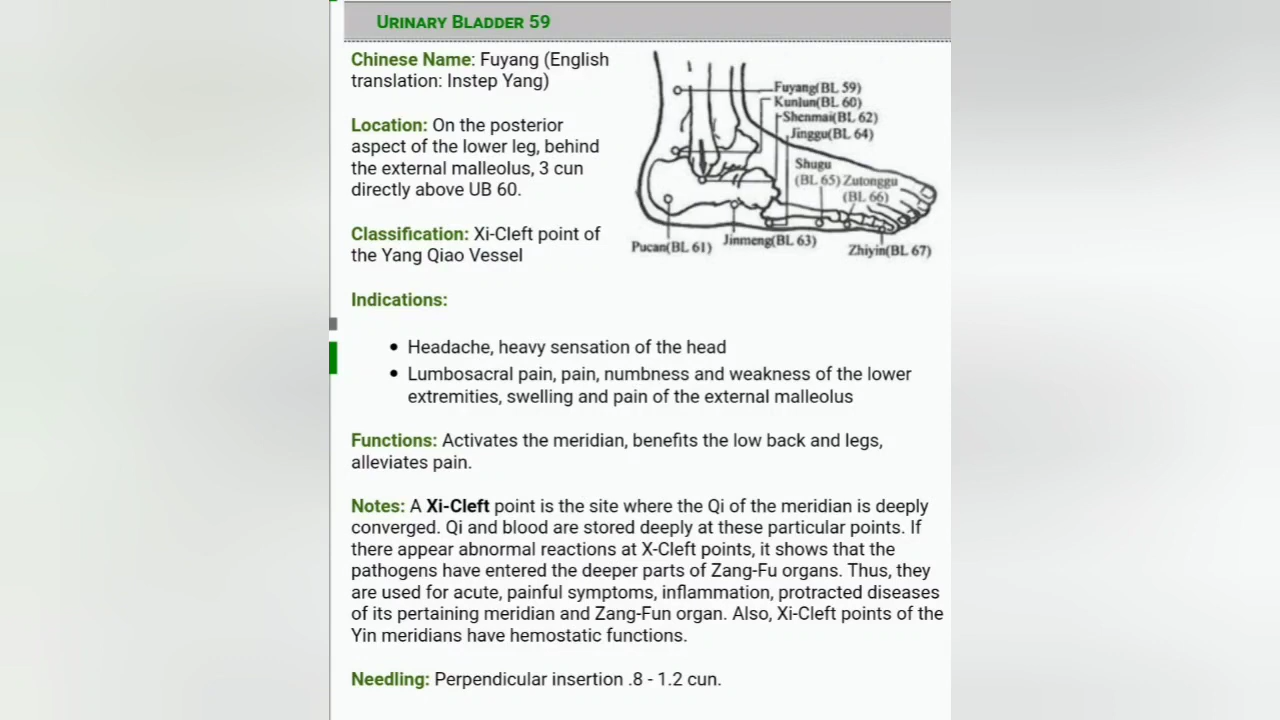 URINARY BLADDER 59
Chinese Name: Fuyang (English
translation: Instep Yang)
Location: On the posterior
aspect of the lower leg, behind
the external malleolus, 3 cun
directly above UB 60.
Classification: Xi-Cleft point of
the Yang Qiao Vessel
Fuyang(BL 59)
Kunlun(BL 60)
Shenmai(BL 62)
Jinggu(BL 64)
Shugu
(BL 65) Zutonggu
(BL 66)
Pucan(BL 61)
Jinmeng(BL 63)
Zhiyin(BL 67)
Indications:
• Headache, heavy sensation of the head
• Lumbosacral pain, pain, numbness and weakness of the lower
extremities, swelling and pain of the external malleolus
Functions: Activates the meridian, benefits the low back and legs,
alleviates pain.
Notes: A Xi-Cleft point is the site where the Qi of the meridian is deeply
converged. Qi and blood are stored deeply at these particular points. If
there appear abnormal reactions at X-Cleft points, it shows that the
pathogens have entered the deeper parts of Zang-Fu organs. Thus, they
are used for acute, painful symptoms, inflammation, protracted diseases
of its pertaining meridian and Zang-Fun organ. Also, Xi-Cleft points of the
Yin meridians have hemostatic functions.
Needling: Perpendicular insertion .8 - 1.2 cun.